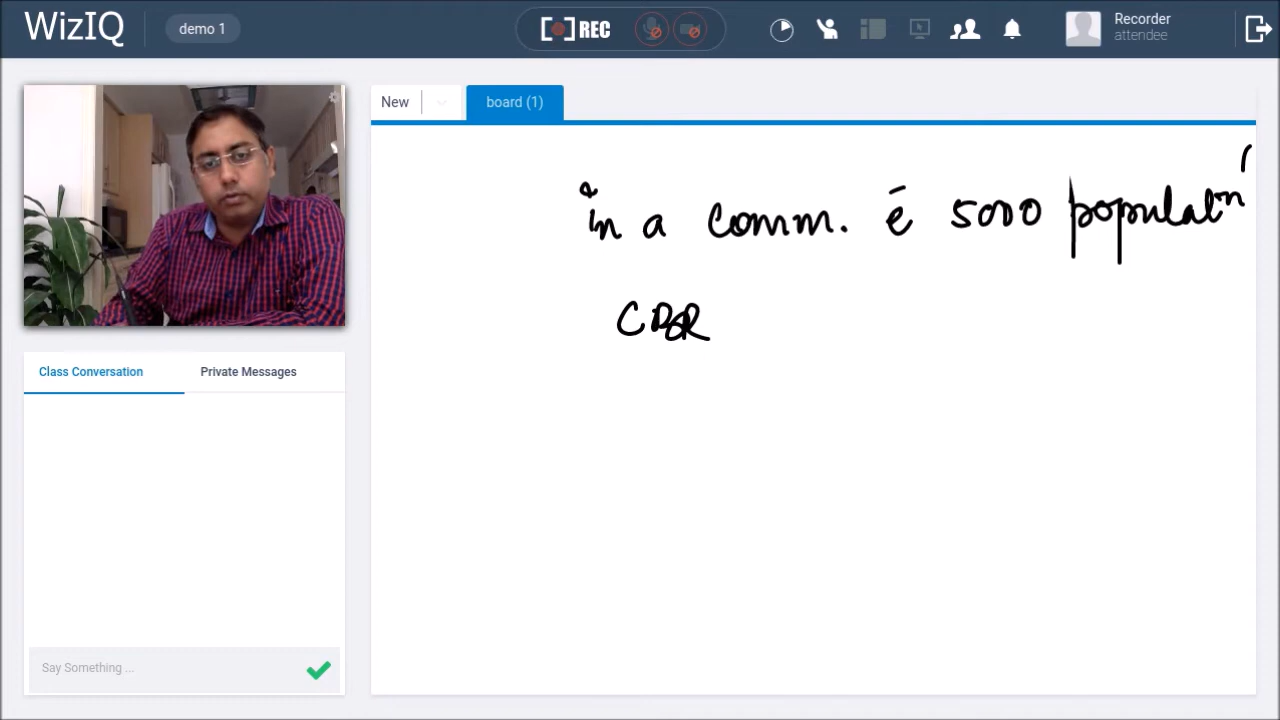 WizIQ
demo 1
[ ] REC
Recorder
attendee
New
board (1)
In a comm. ē 5000 populatn (
Class Conversation
Private Messages
Say Something ...